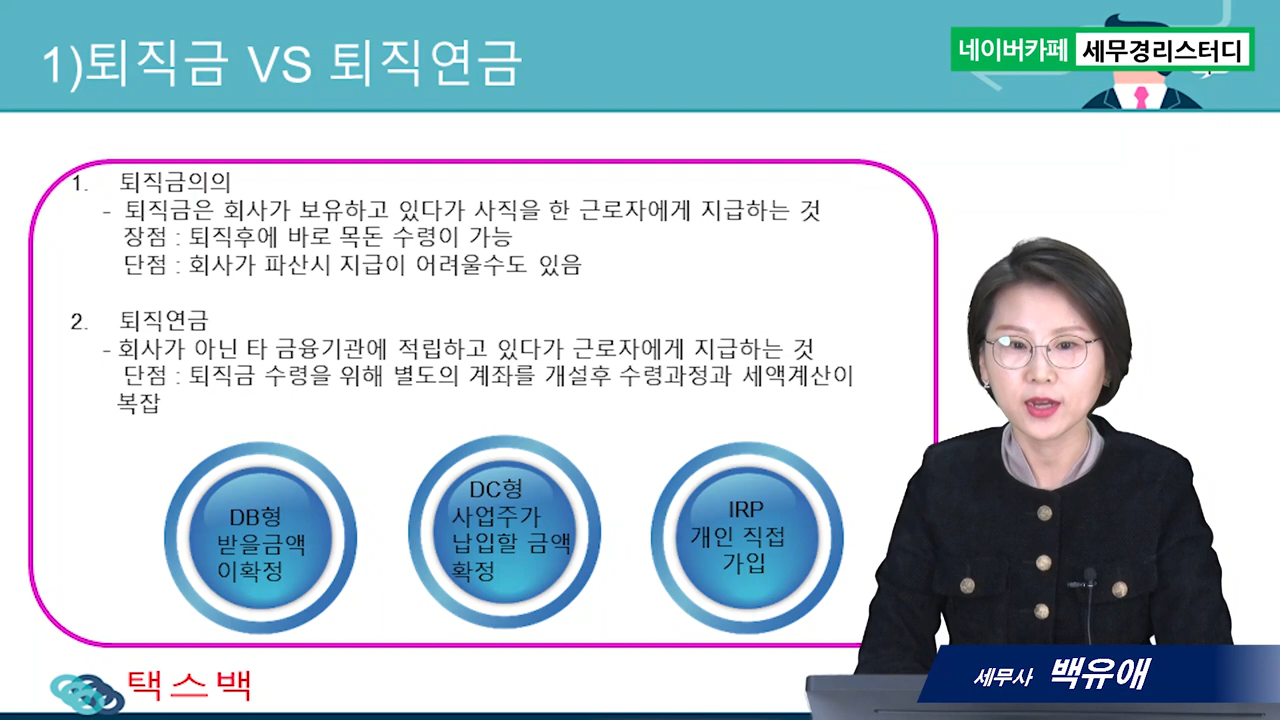 1)퇴직금 VS 퇴직연금
네이버카페 세무경리스터디
1. 퇴직금의의
- 퇴직금은 회사가 보유하고 있다가 사직을 한 근로자에게 지급하는 것
장점 : 퇴직후에 바로 목돈 수령이 가능
단점 : 회사가 파산시 지급이 어려울수도 있음
2. 퇴직연금
- 회사가 아닌 타 금융기관에 적립하고 있다가 근로자에게 지급하는 것
단점 : 퇴직금 수령을 위해 별도의 계좌를 개설후 수령과정과 세액계산이
복잡
DB형
받을금액
이확정
DC형
사업주가
납입할 금액
확정
IRP
개인 직접
가입
택스백
세무사 백유애